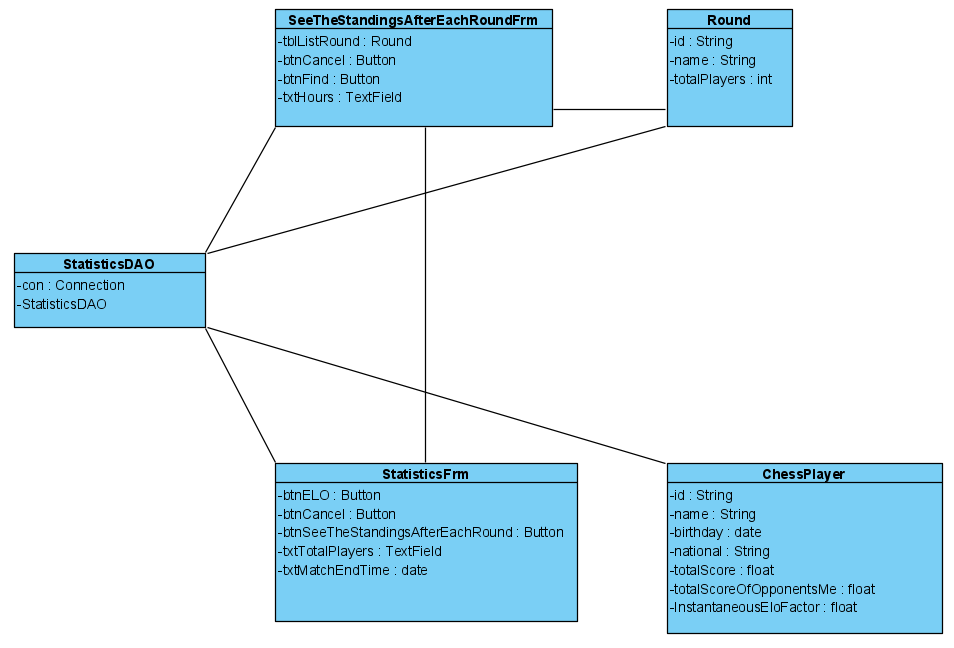 SeeTheStandingsAfterEachRoundFrm
-tblListRound : Round
-btnCancel : Button
-btnFind : Button
-txtHours : TextField
Round
-id : String
-name : String
-totalPlayers : int
StatisticsDAO
-con : Connection
-StatisticsDAO
StatisticsFrm
-btnELO : Button
-btnCancel : Button
-btnSeeTheStandingsAfterEachRound : Button
-txtTotalPlayers : TextField
-txtMatchEndTime : date
ChessPlayer
-id : String
-name : String
-birthday : date
-national : String
-totalScore : float
-totalScoreOfOpponentsMe : float
-InstantaneousEloFactor : float